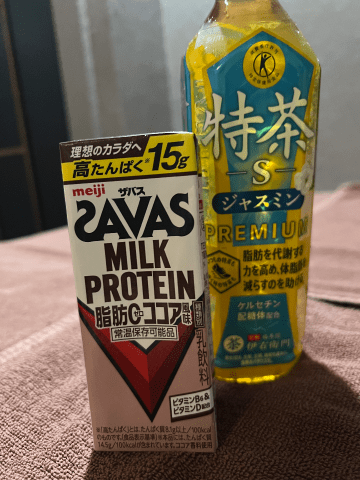 理想のカラダへ
高たんぱく※15g
meiji
ザバス
SAVAS
MILK
PROTEIN
脂肪0ゼロ ココア風味
常温保存可能品
乳飲料
ビタミンB6 &
ビタミンD配合
特茶
S
ジャスミン
PREMIUM
脂肪を代謝する
力を高め、体脂肪を
減らすのを助ける
ケルセチン
配糖体配合
茶
伊右衛門